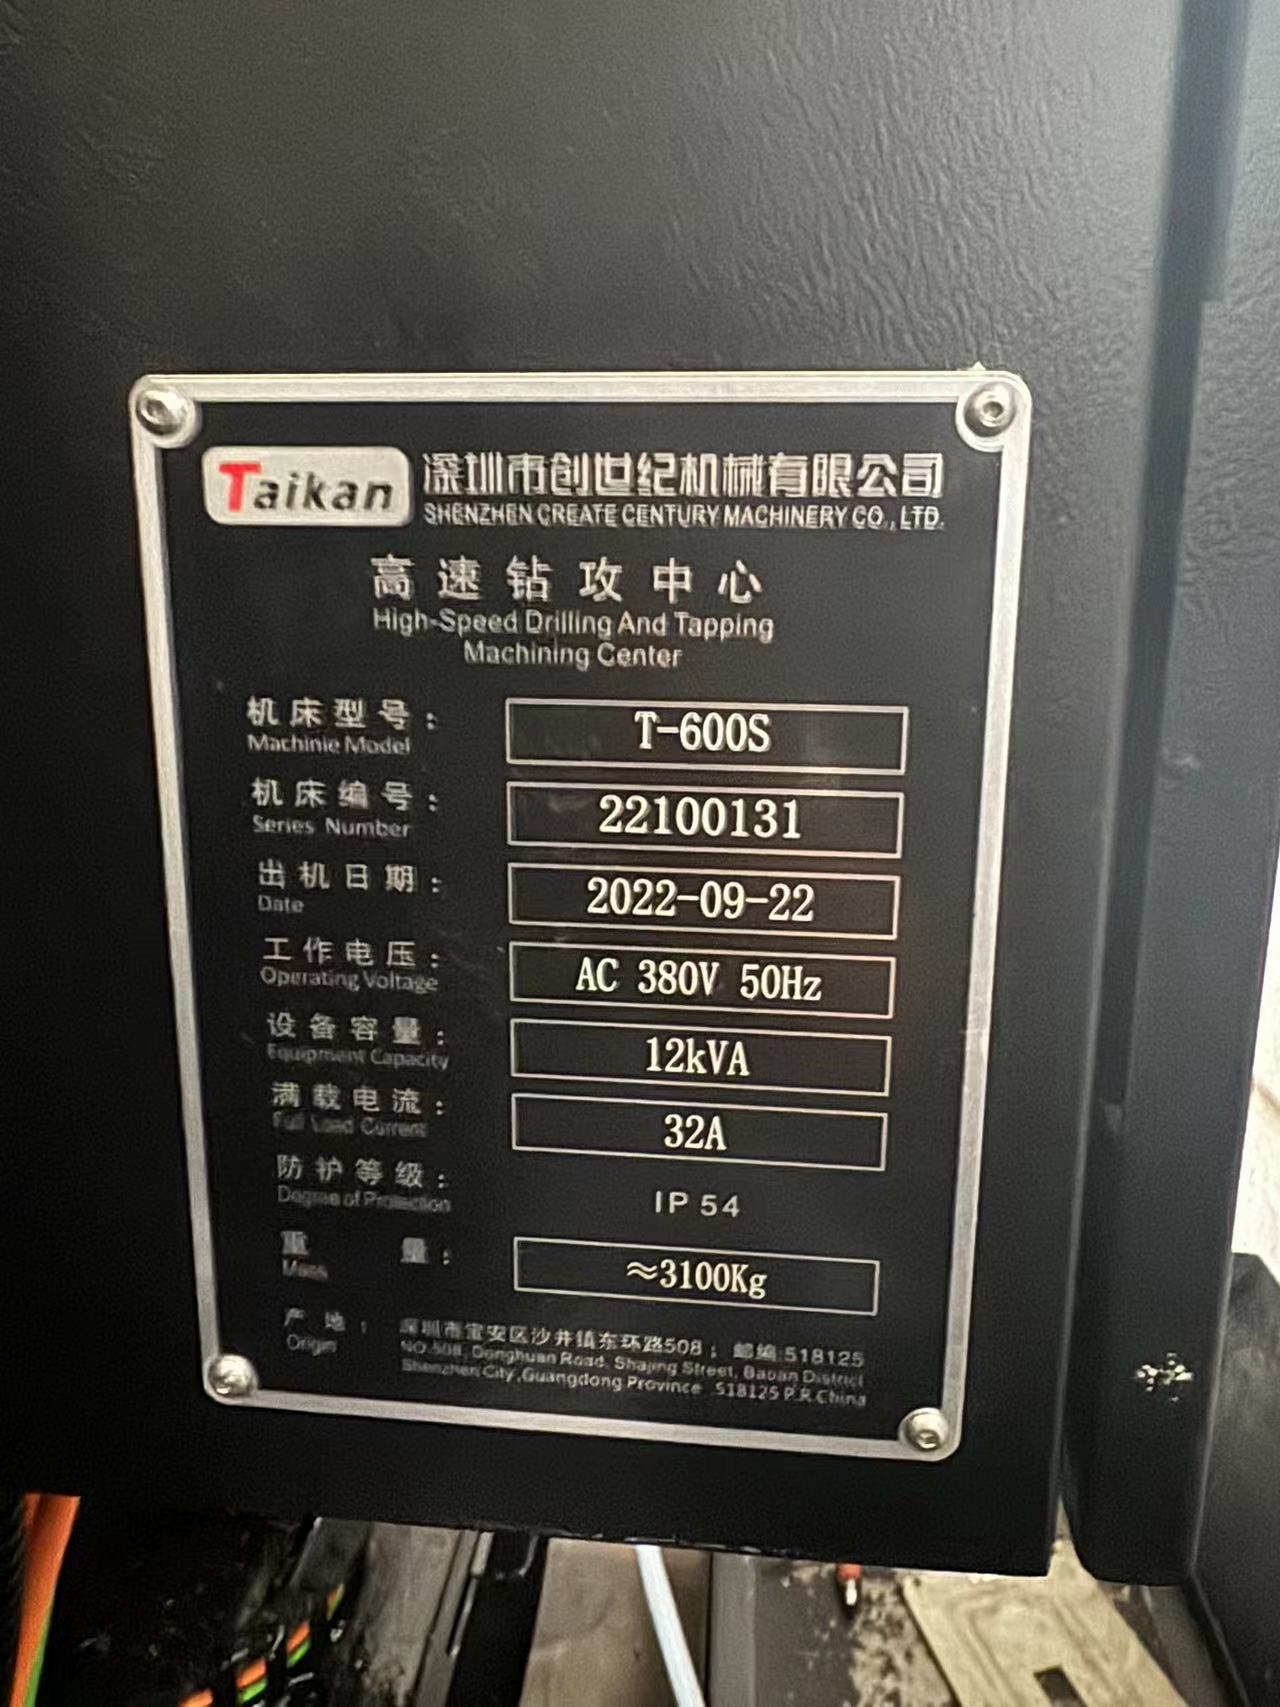 Taikan 深圳市创世纪机械有限公司
SHENZHEN CREATE CENTURY MACHINERY CO., LTD.
高速钻攻中心
High-Speed Drilling And Tapping
Machining Center
机床型号: T-600S
Machinie Model
机床编号: 22100131
Series Number
出机日期: 2022-09-22
Date
工作电压: AC 380V 50Hz
Operating Voltage
设备容量: 12kVA
Equipment Capacity
满载电流: 32A
Full Load Current
防护等级: IP 54
Degree of Protection
重量: ≈3100Kg
Mass
产地: 深圳市宝安区沙井镇东环路508; 邮编:518125
Origin NO.508, Donghuan Road, Shajing Street, Baoan District
Shenzhen City,Guangdong Province 518125 P.R.China